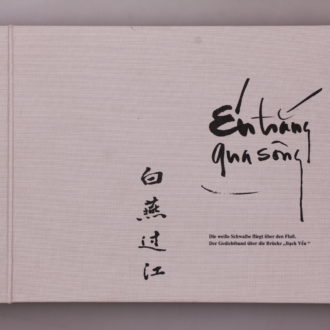 Én trắng
qua sông
白燕过江
Die weiße Schwalbe fliegt über den Fluß.
Der Gedichtband über die Brücke „Bạch Yến“